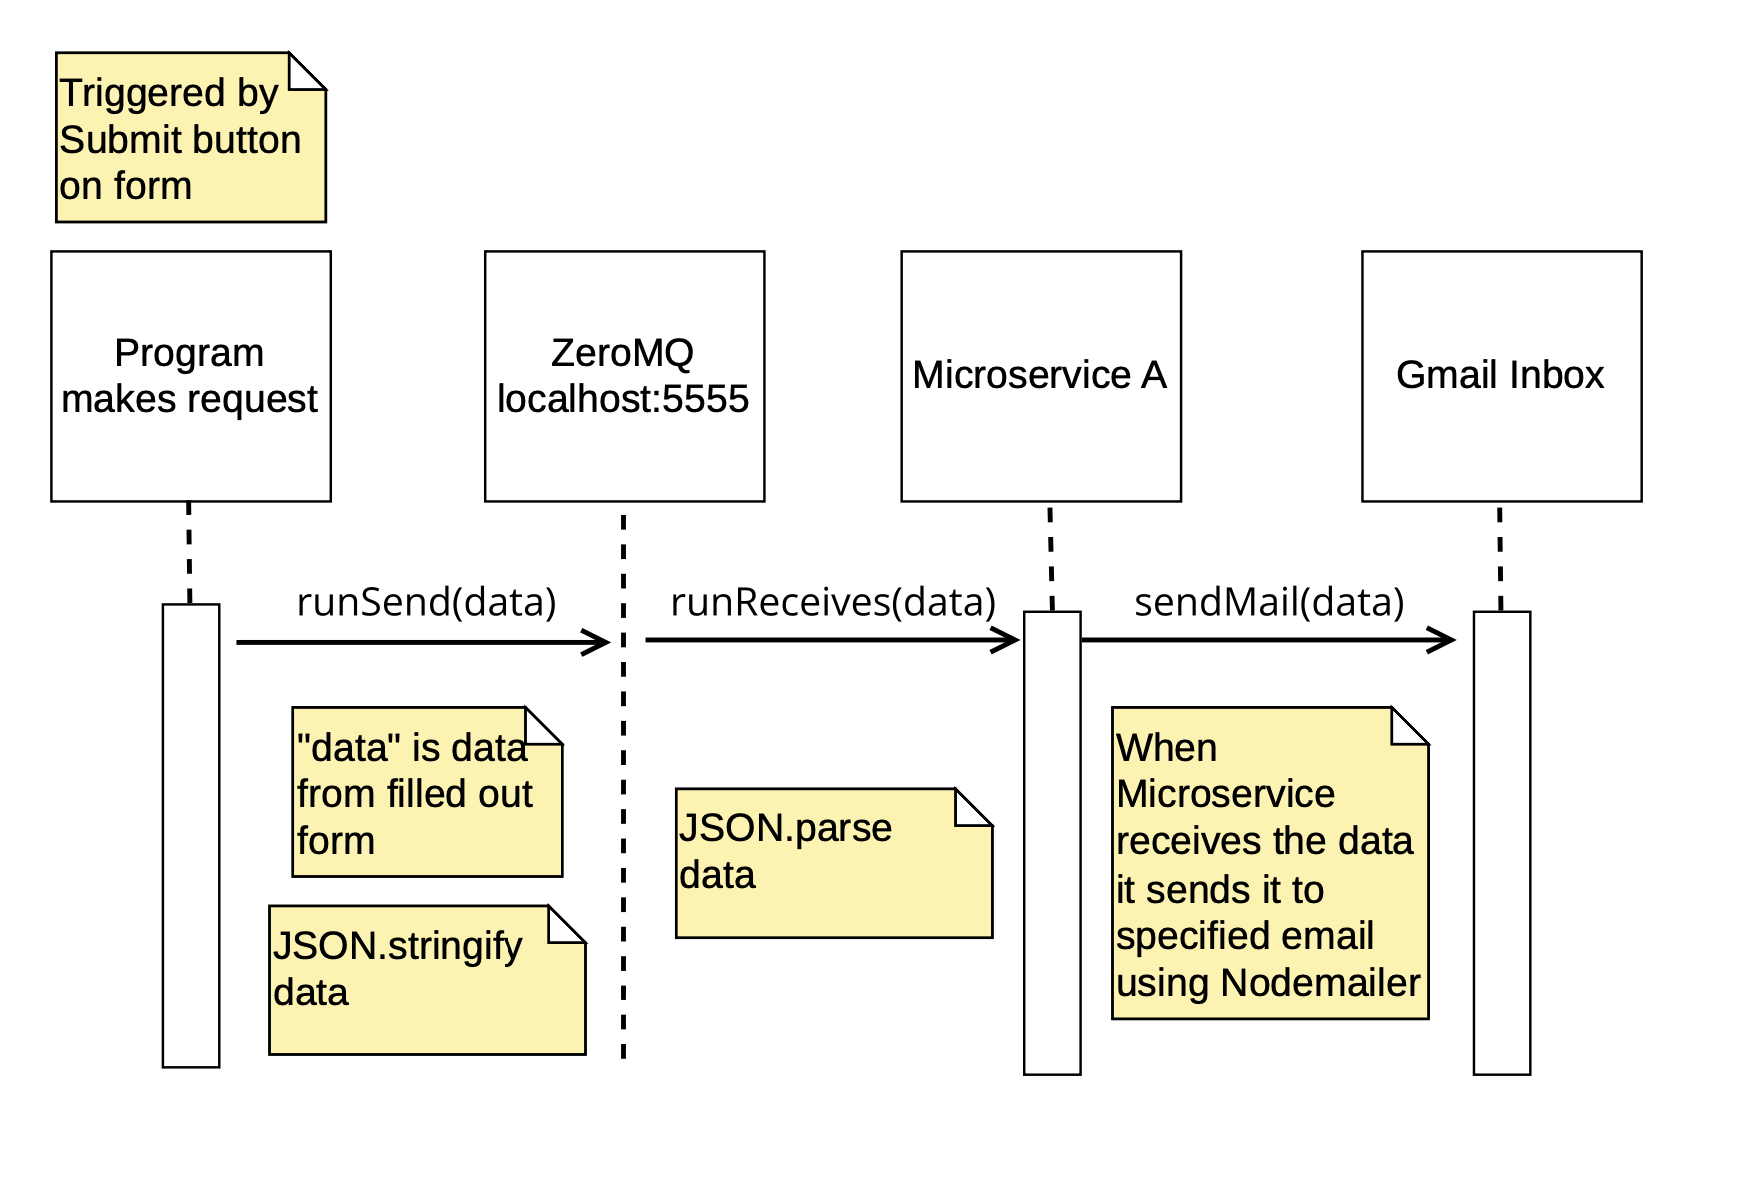 Triggered by
Submit button
on form
Program
makes request
ZeroMQ
localhost:5555
Microservice A
Gmail Inbox
runSend(data)
runReceives(data)
sendMail(data)
"data" is data
from filled out
form
JSON.stringify
data
JSON.parse
data
When
Microservice
receives the data
it sends it to
specified email
using Nodemailer